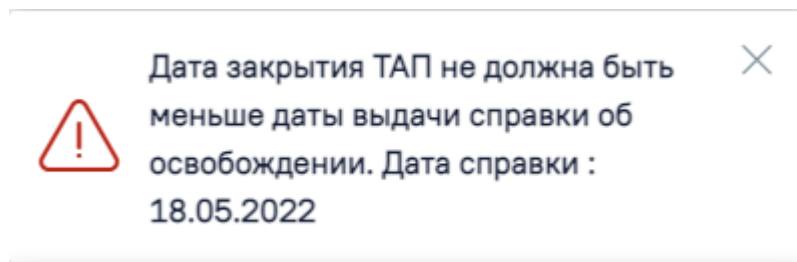 Дата закрытия ТАП не должна быть
меньше даты выдачи справки об
освобождении. Дата справки :
18.05.2022